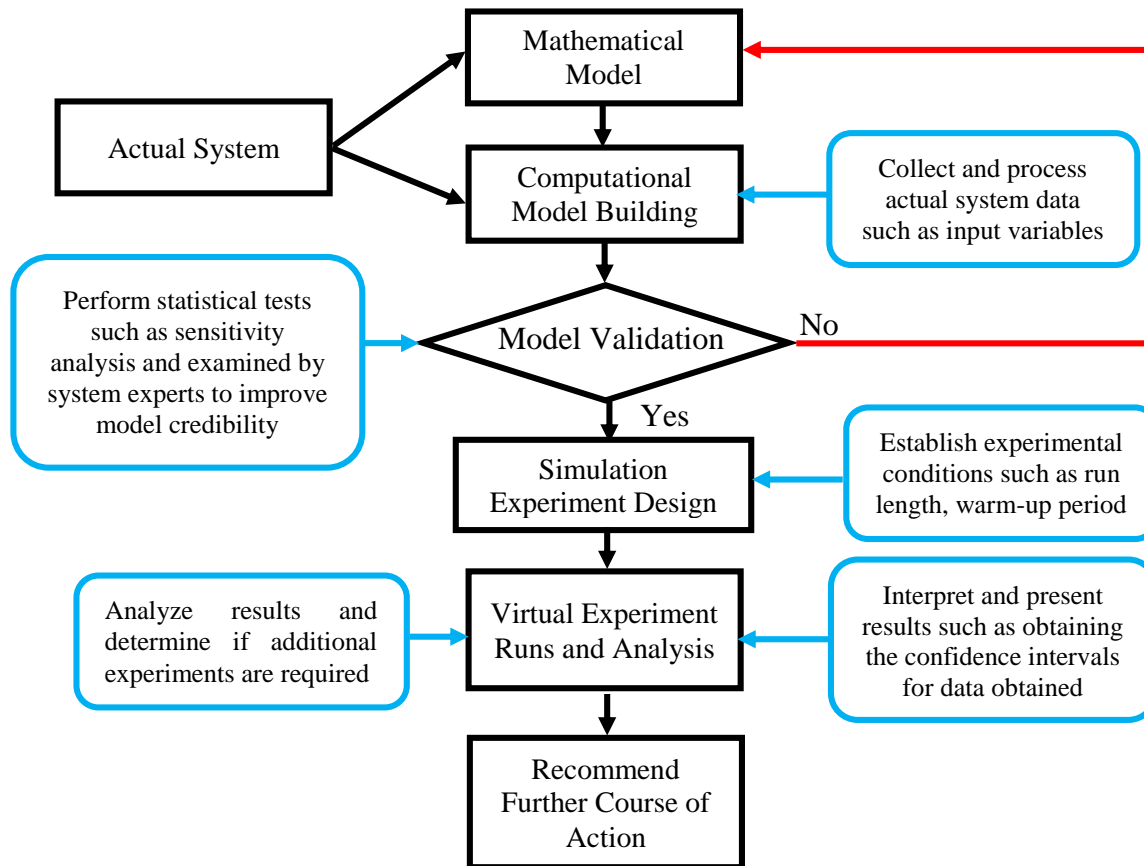 Mathematical
Model
Actual System
Computational
Model Building
Collect and process
actual system data
such as input variables
Perform statistical tests
such as sensitivity
analysis and examined by
system experts to improve
model credibility
Model Validation
No
Yes
Simulation
Experiment Design
Establish experimental
conditions such as run
length, warm-up period
Analyze results and
determine if additional
experiments are required
Virtual Experiment
Runs and Analysis
Interpret and present
results such as obtaining
the confidence intervals
for data obtained
Recommend
Further Course of
Action